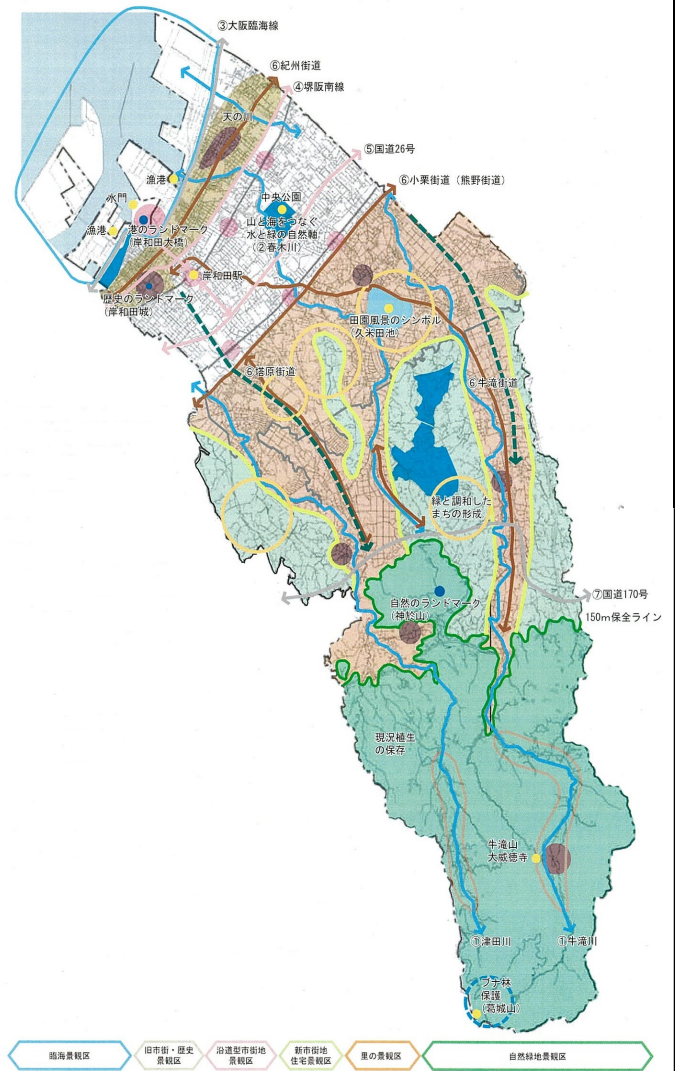 ③大阪臨海線
⑥紀州街道
④堺阪南線
天の川
⑤国道26号
漁港
⑥小栗街道（熊野街道）
水門
中央公園
漁港
港のランドマーク
（岸和田大橋）
山と海をつなぐ
水と緑の自然軸
（②春木川）
岸和田駅
歴史のランドマーク
（岸和田城）
田園風景のシンボル
（久米田池）
⑥塔原街道
⑥牛滝街道
緑と調和した
まちの形成
⑦国道170号
自然のランドマーク
（神於山）
150m保全ライン
現況植生
の保存
牛滝山
大威徳寺
①津田川
①牛滝川
ブナ林
保護
（葛城山）
臨海景観区
旧市街・歴史
景観区
沿道型市街地
景観区
新市街地
住宅景観区
里の景観区
自然緑地景観区